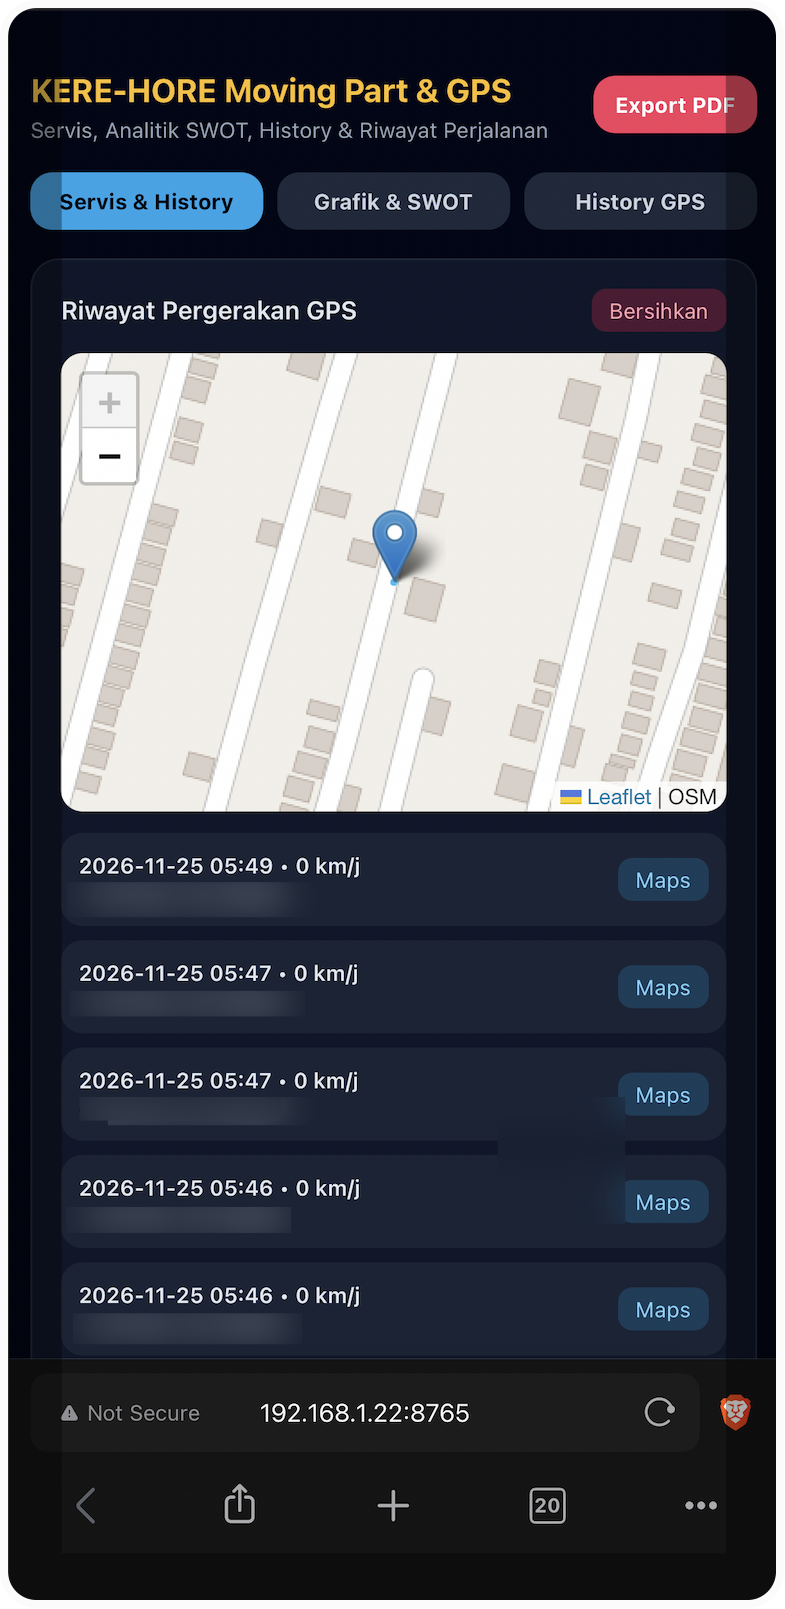 KERE-HORE Moving Part & GPS
Servis, Analitik SWOT, History & Riwayat Perjalanan
Export PDF
Servis & History
Grafik & SWOT
History GPS
Riwayat Pergerakan GPS
Bersihkan
+
−
Leaflet | OSM
2026-11-25 05:49 • 0 km/j
Maps
2026-11-25 05:47 • 0 km/j
Maps
2026-11-25 05:47 • 0 km/j
Maps
2026-11-25 05:46 • 0 km/j
Maps
2026-11-25 05:46 • 0 km/j
Maps
Not Secure
192.168.1.22:8765
20